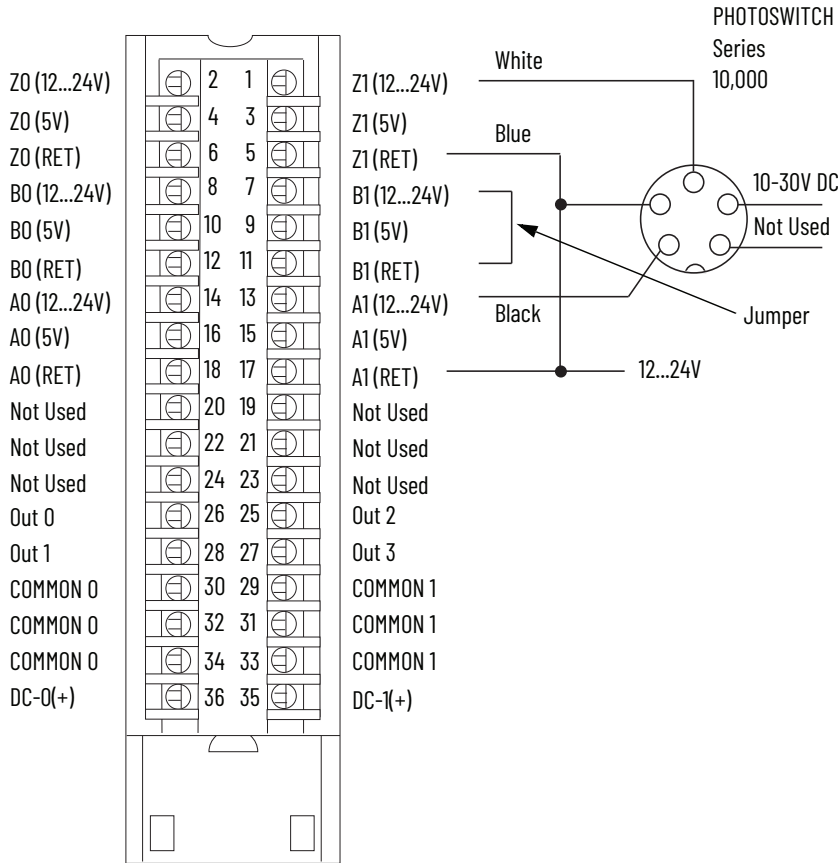 PHOTOSWITCH
Series
10,000
White
Z0 (12...24V) 2 1 Z1 (12...24V)
Z0 (5V) 4 3 Z1 (5V)
Blue
Z0 (RET) 6 5 Z1 (RET)
B0 (12...24V) 8 7 B1 (12...24V)
10-30V DC
B0 (5V) 10 9 B1 (5V)
Not Used
B0 (RET) 12 11 B1 (RET)
A0 (12...24V) 14 13 A1 (12...24V)
Black
Jumper
A0 (5V) 16 15 A1 (5V)
A0 (RET) 18 17 A1 (RET)
12...24V
Not Used 20 19 Not Used
Not Used 22 21 Not Used
Not Used 24 23 Not Used
Out 0 26 25 Out 2
Out 1 28 27 Out 3
COMMON 0 30 29 COMMON 1
COMMON 0 32 31 COMMON 1
COMMON 0 34 33 COMMON 1
DC-0(+) 36 35 DC-1(+)